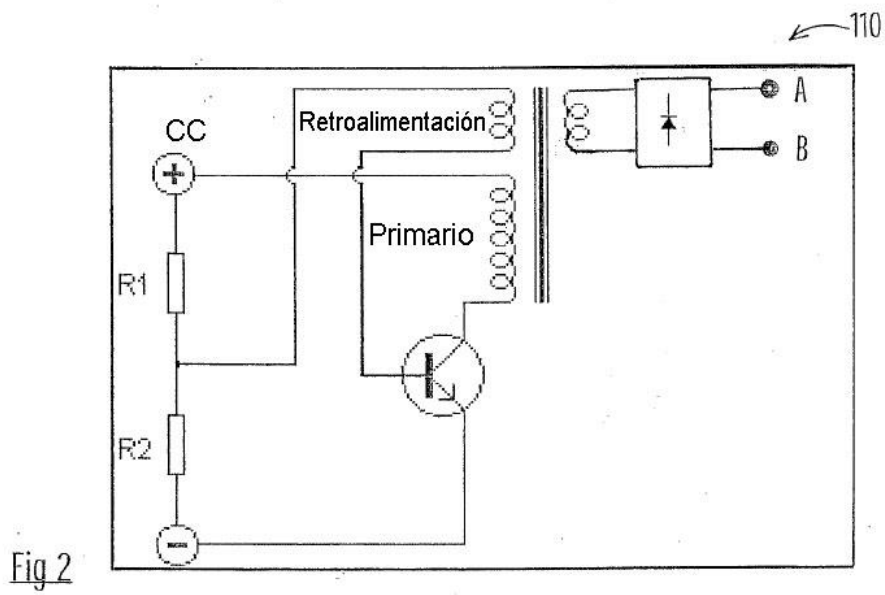 110
Retroalimentación
A
CC
B
+
Primario
R1
R2
-
Fig 2